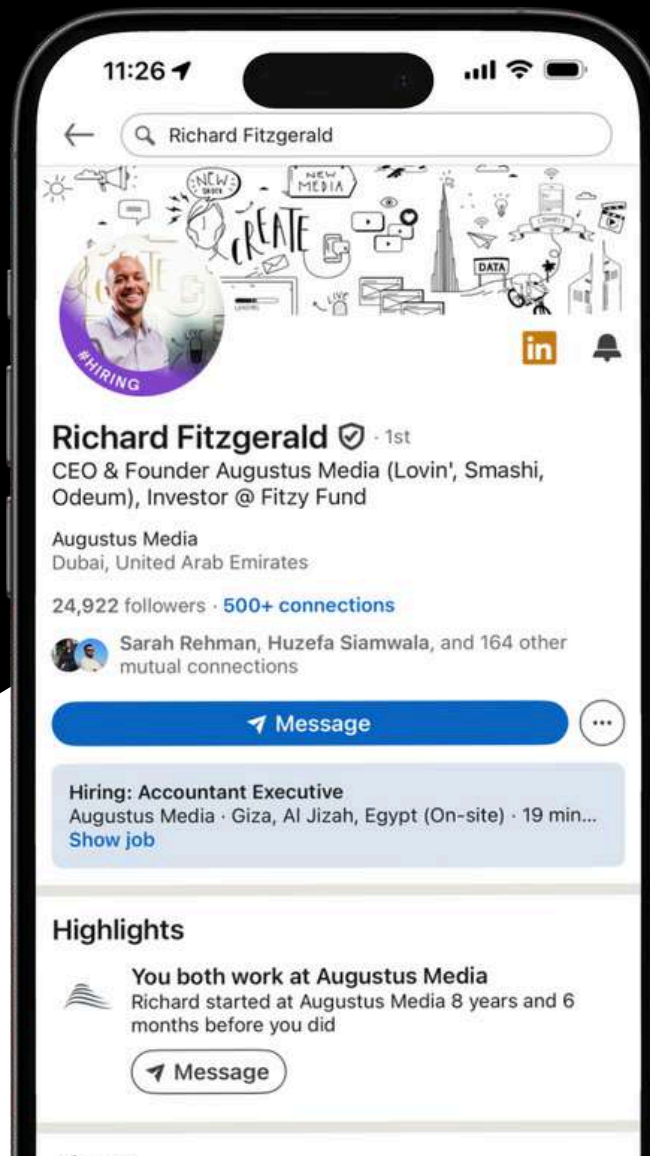 11:26
Richard Fitzgerald
NEW
MEDIA
CREATE
DATA
LIVE
#HIRING
in
Richard Fitzgerald · 1st
CEO & Founder Augustus Media (Lovin', Smashi,
Odeum), Investor @ Fitzy Fund
Augustus Media
Dubai, United Arab Emirates
24,922 followers · 500+ connections
Sarah Rehman, Huzefa Siamwala, and 164 other
mutual connections
Message
Hiring: Accountant Executive
Augustus Media · Giza, Al Jizah, Egypt (On-site) · 19 min...
Show job
Highlights
You both work at Augustus Media
Richard started at Augustus Media 8 years and 6
months before you did
Message